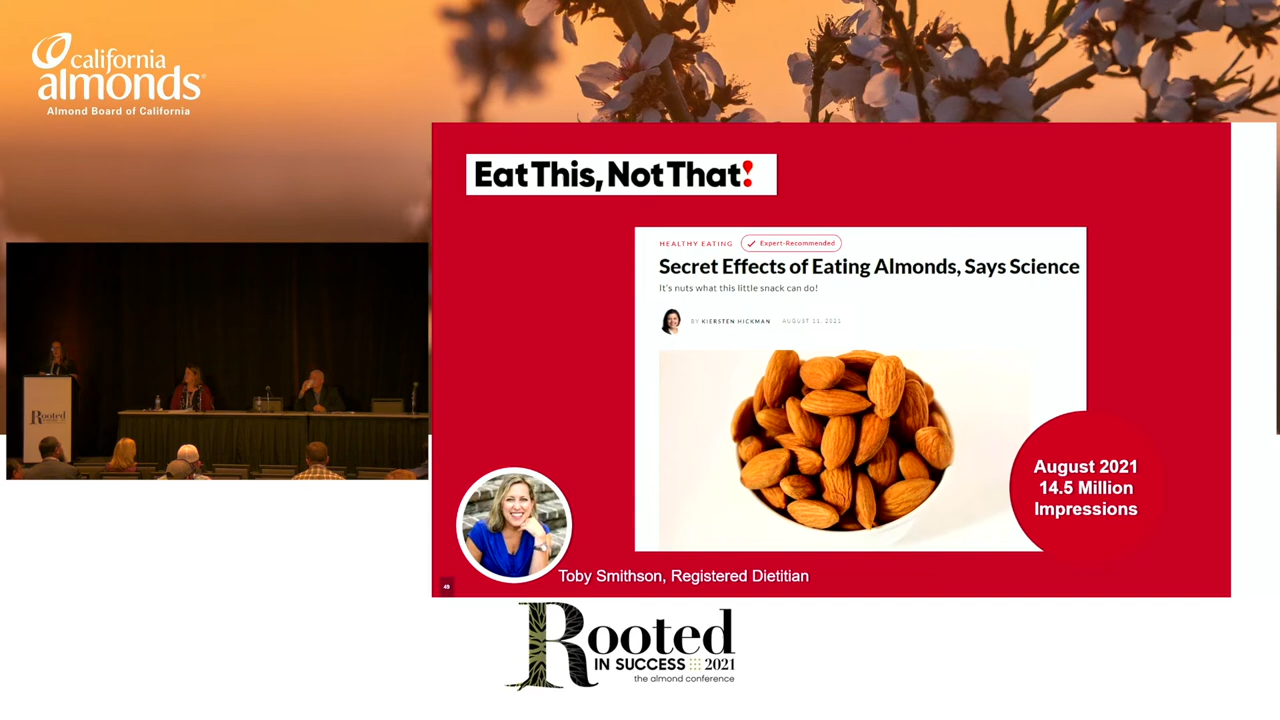 california
almonds
Almond Board of California
Eat This, Not That!
HEALTHY EATING
Expert-Recommended
Secret Effects of Eating Almonds, Says Science
It's nuts what this little snack can do!
BY KIERSTEN HICKMAN AUGUST 11, 2021
August 2021
14.5 Million
Impressions
Toby Smithson, Registered Dietitian
49
Rooted
Rooted
IN SUCCESS 2021
the almond conference